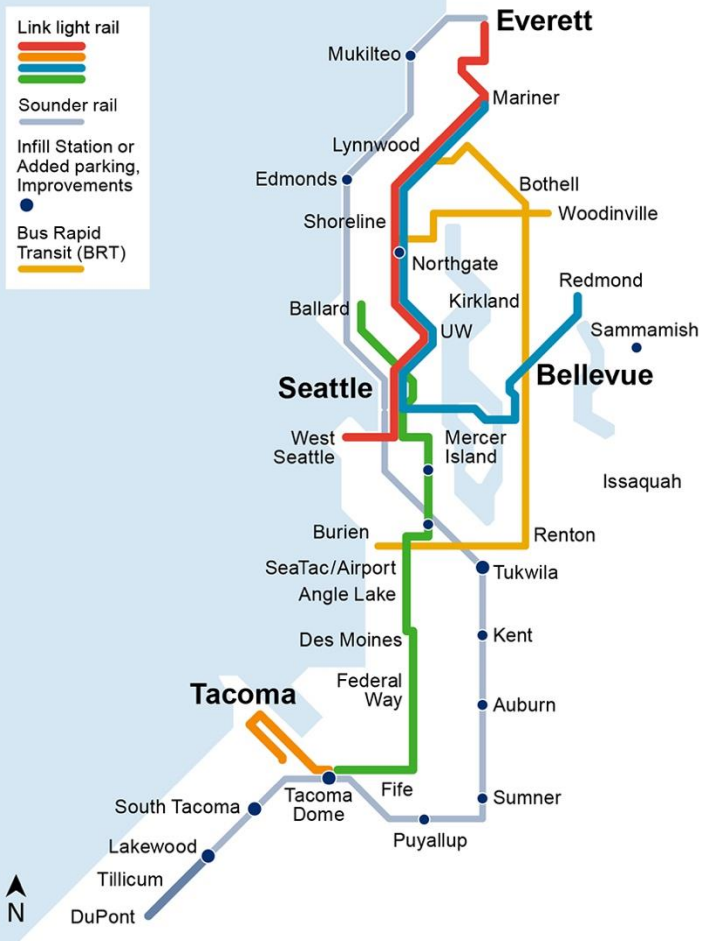 Link light rail
Sounder rail
Infill Station or
Added parking,
Improvements
Bus Rapid
Transit (BRT)
Everett
Mukilteo
Mariner
Lynnwood
Edmonds
Bothell
Shoreline
Woodinville
Northgate
Ballard
Kirkland
Redmond
UW
Sammamish
Seattle
Bellevue
West
Seattle
Mercer
Island
Issaquah
Burien
Renton
SeaTac/Airport
Tukwila
Angle Lake
Des Moines
Kent
Federal
Way
Tacoma
Auburn
Tacoma
Dome
Fife
Sumner
South Tacoma
Puyallup
Lakewood
Tillicum
DuPont
N